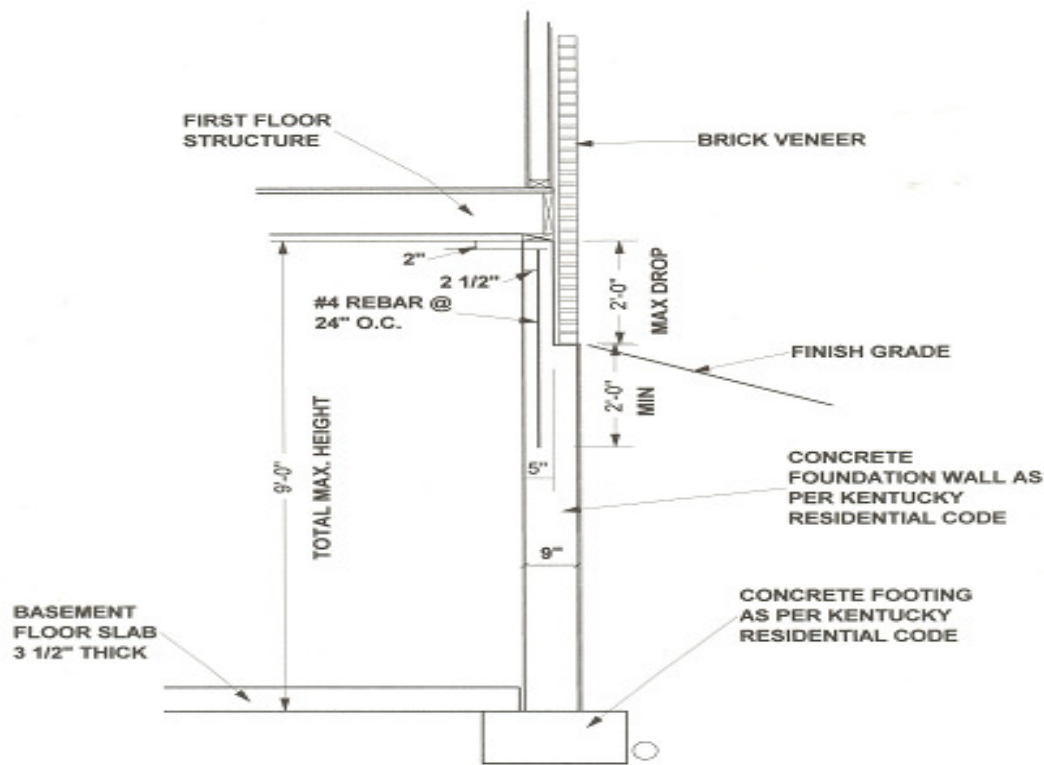 FIRST FLOOR
STRUCTURE
BRICK VENEER
2"
2 1/2"
#4 REBAR @
24" O.C.
2'-0"
MAX DROP
FINISH GRADE
2'-0"
MIN
9'-0"
TOTAL MAX. HEIGHT
5"
CONCRETE
FOUNDATION WALL AS
PER KENTUCKY
RESIDENTIAL CODE
9"
BASEMENT
FLOOR SLAB
3 1/2" THICK
CONCRETE FOOTING
AS PER KENTUCKY
RESIDENTIAL CODE